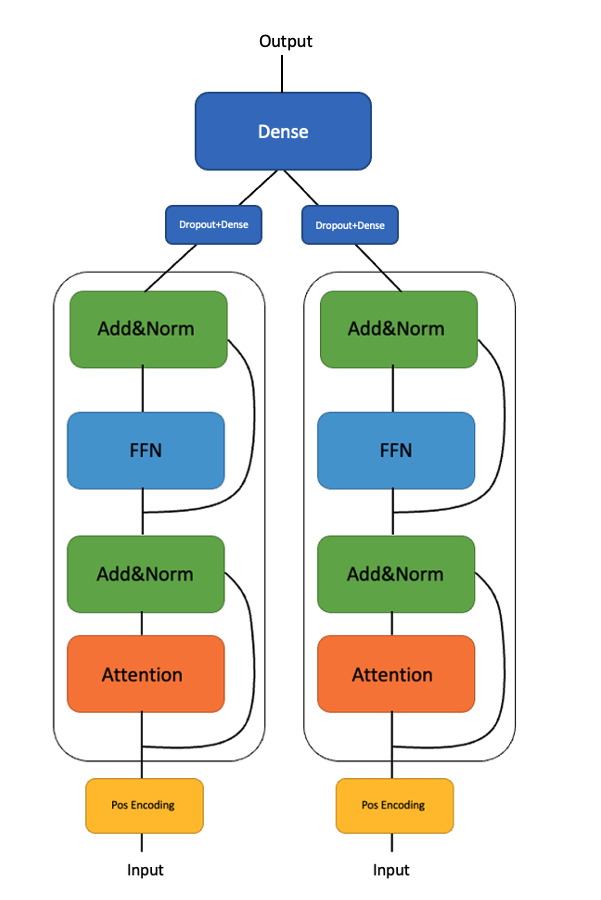 Output
Dense
Dropout+Dense
Dropout+Dense
Add&Norm
Add&Norm
FFN
FFN
Add&Norm
Add&Norm
Attention
Attention
Pos Encoding
Pos Encoding
Input
Input